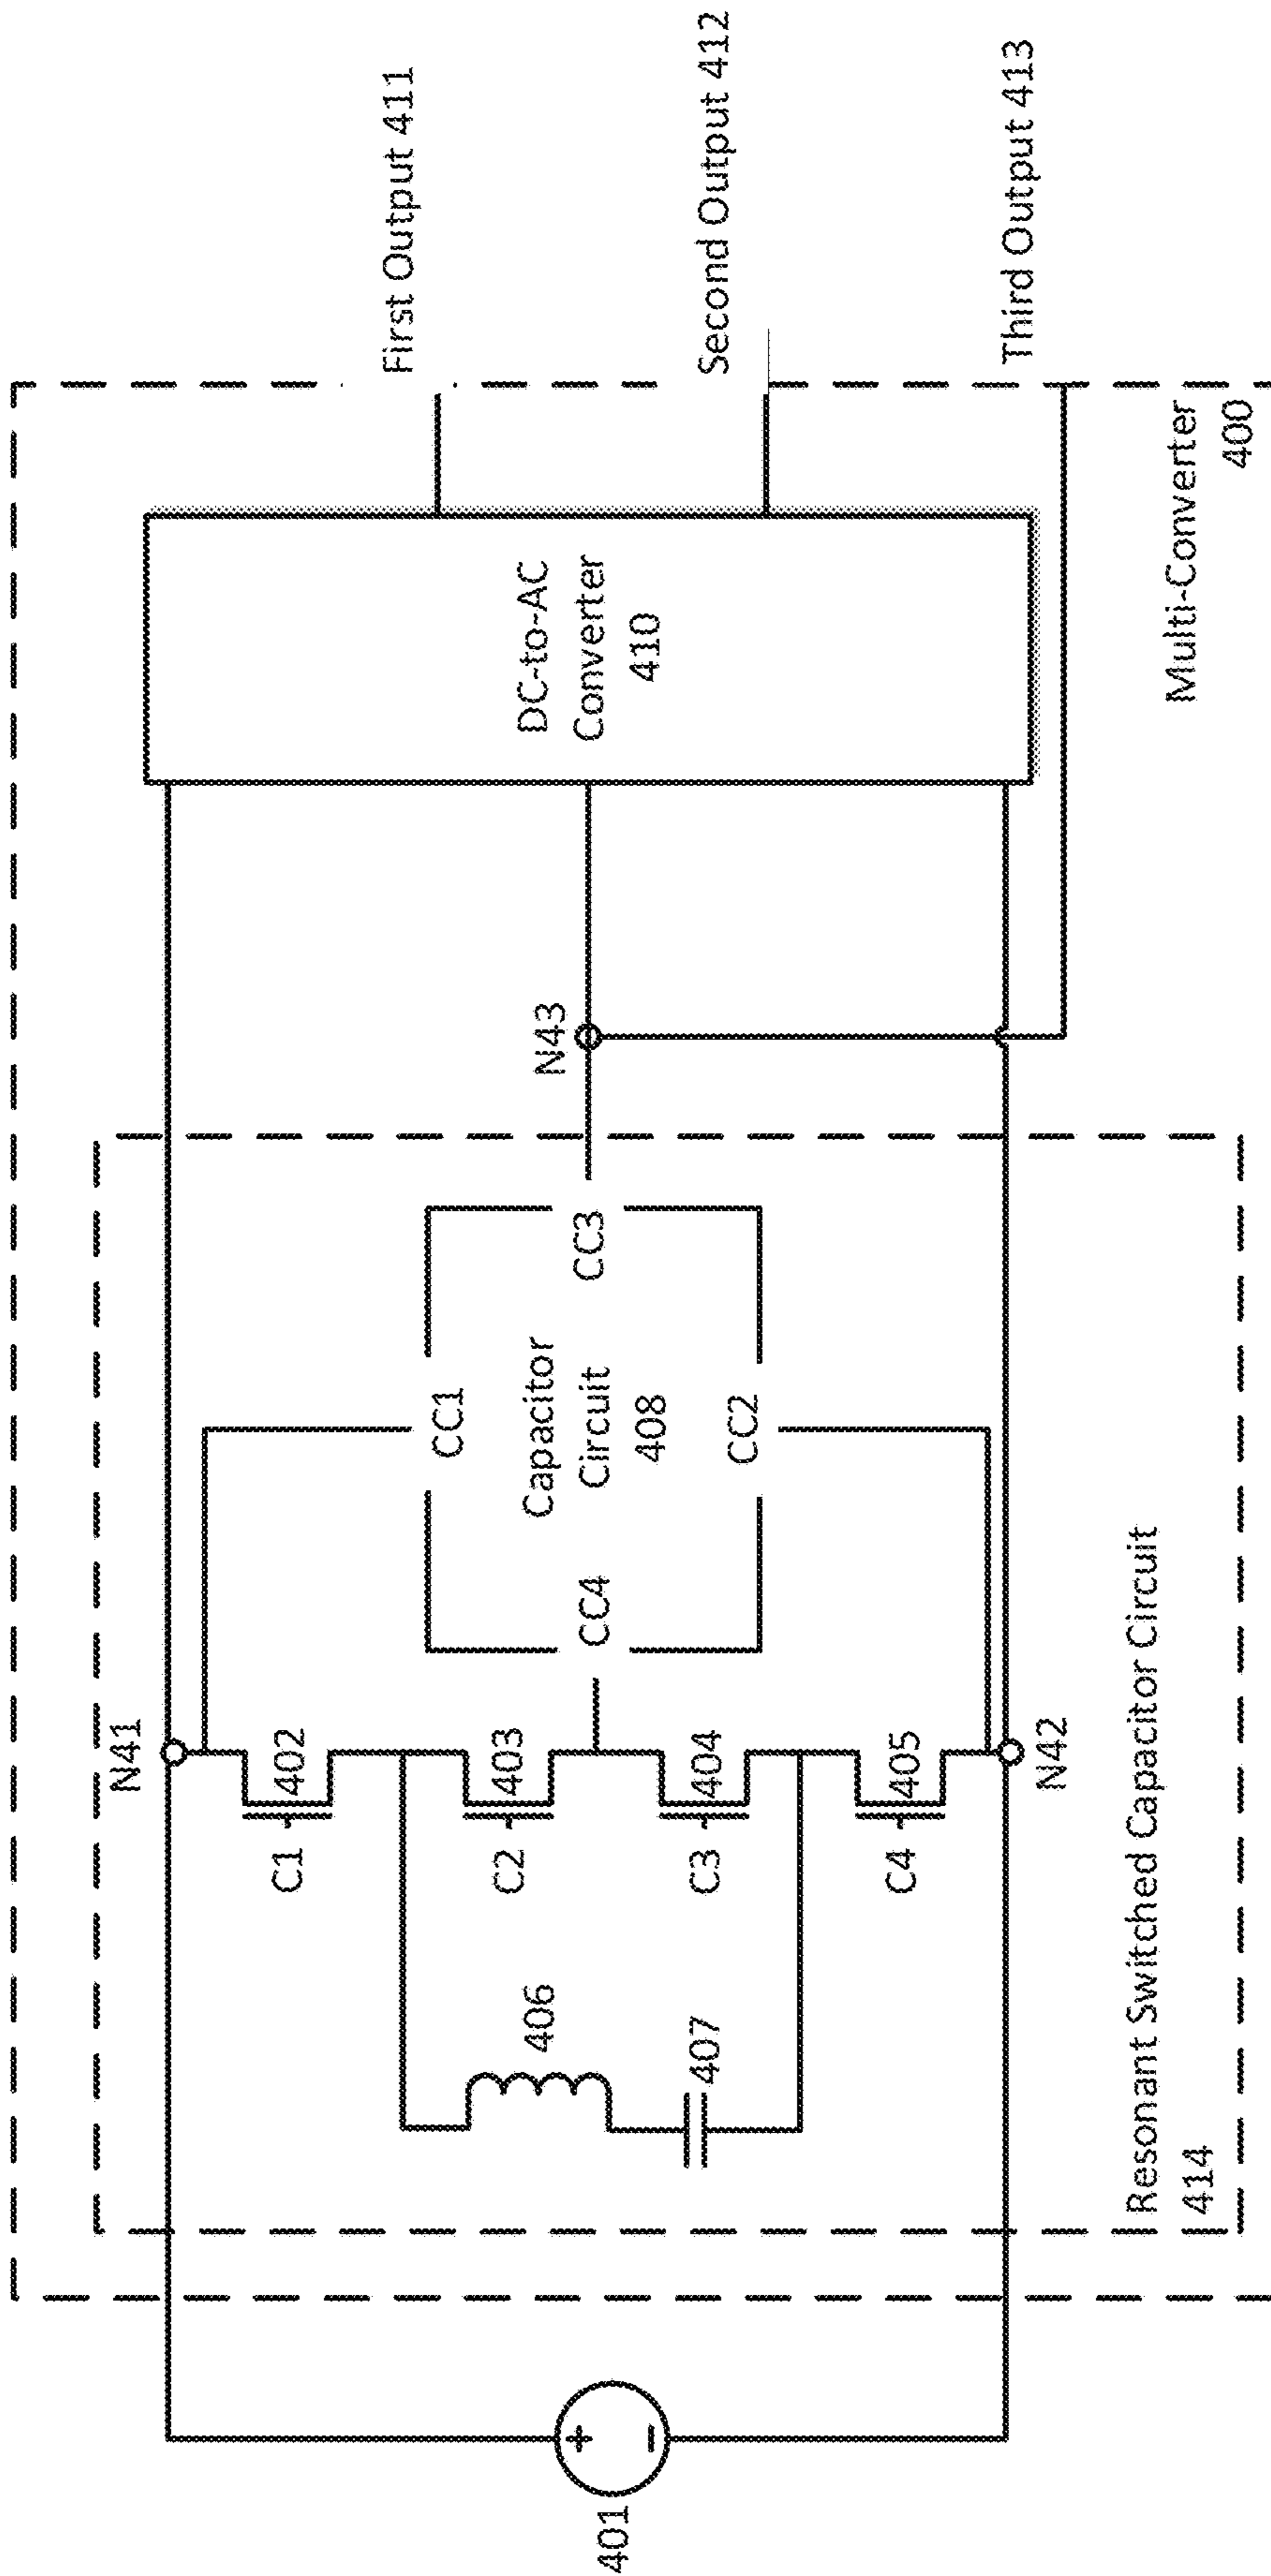 401
+
−
N41
C1
402
C2
403
C3
404
C4
405
406
407
N42
CC1
CC4
Capacitor
Circuit
408
CC3
CC2
Resonant Switched Capacitor Circuit
414
N43
DC-to-AC
Converter
410
First Output 411
Second Output 412
Third Output 413
Multi-Converter
400